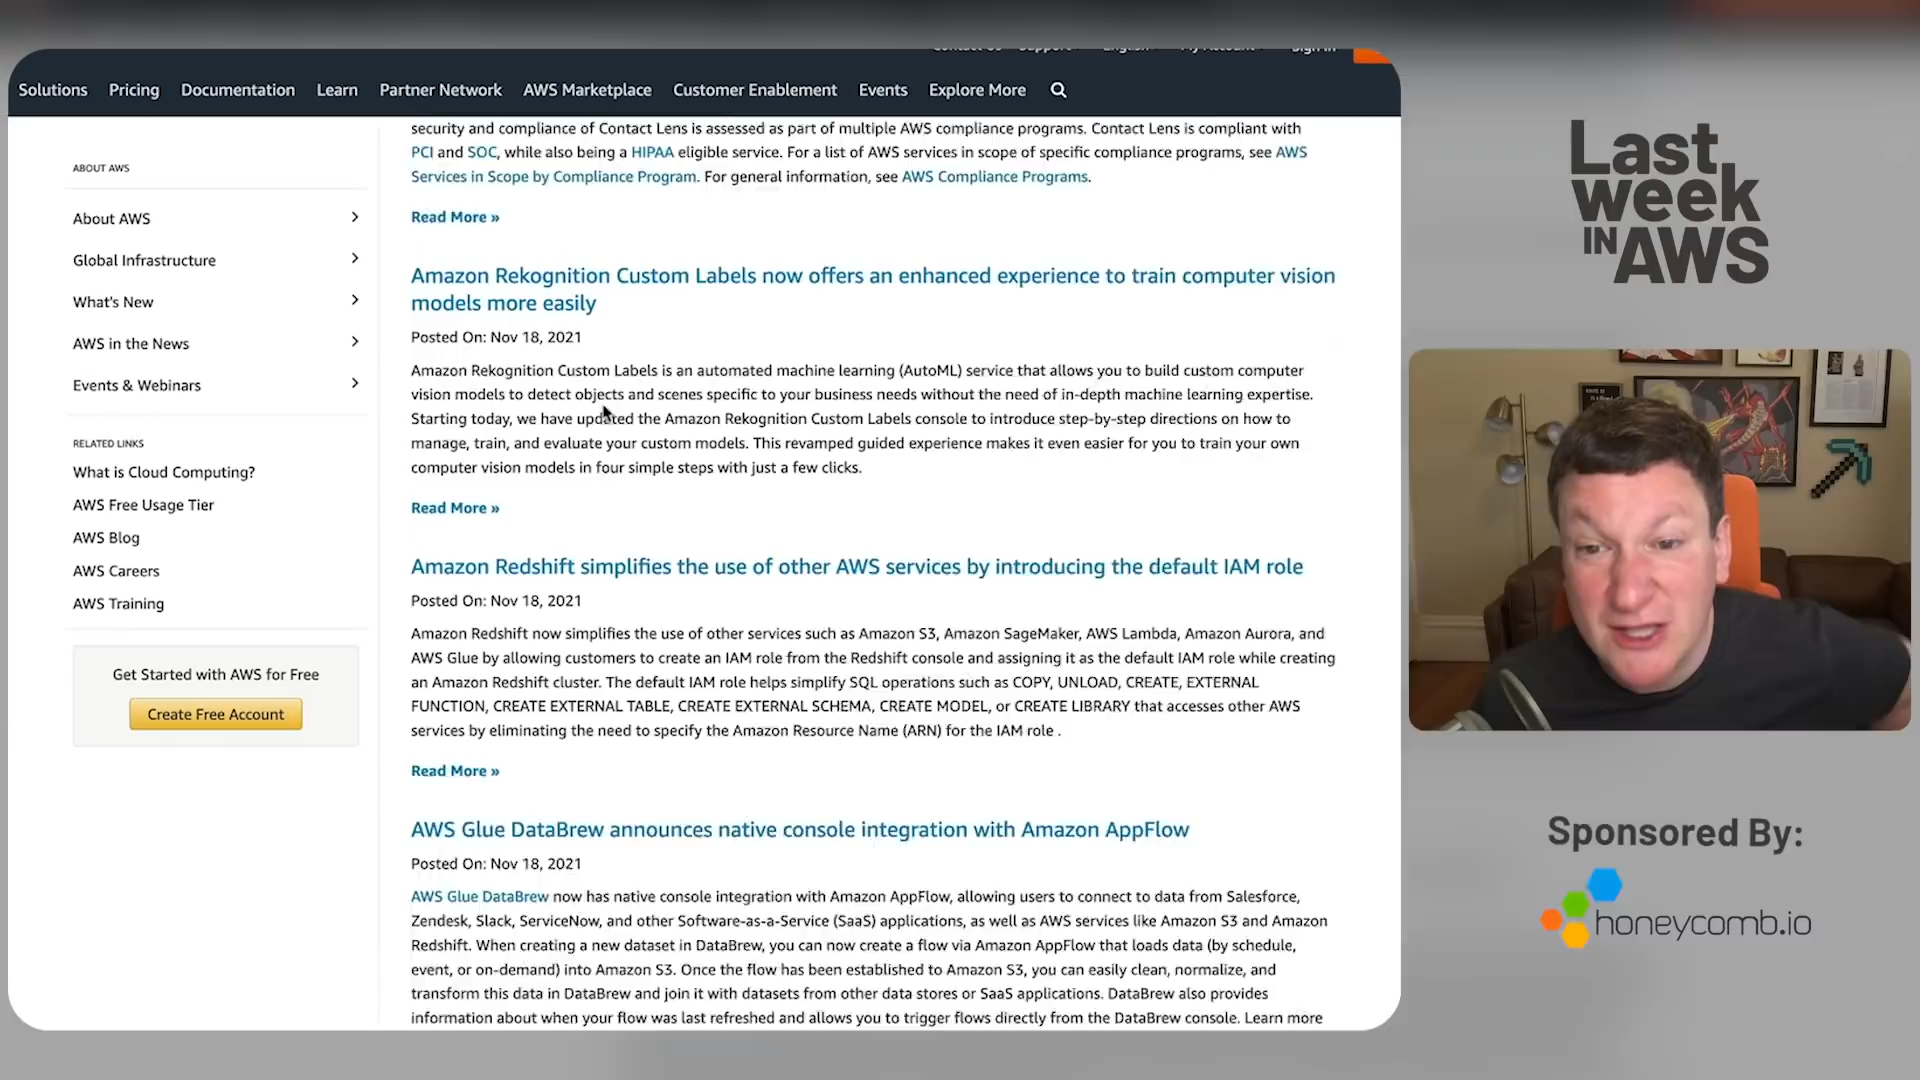 Contact Us Support English My Account Sign In
Solutions Pricing Documentation Learn Partner Network AWS Marketplace Customer Enablement Events Explore More
ABOUT AWS
About AWS
Global Infrastructure
What's New
AWS in the News
Events & Webinars
RELATED LINKS
What is Cloud Computing?
AWS Free Usage Tier
AWS Blog
AWS Careers
AWS Training
Get Started with AWS for Free
Create Free Account
security and compliance of Contact Lens is assessed as part of multiple AWS compliance programs. Contact Lens is compliant with
PCI and SOC, while also being a HIPAA eligible service. For a list of AWS services in scope of specific compliance programs, see AWS
Services in Scope by Compliance Program. For general information, see AWS Compliance Programs.
Read More »
Amazon Rekognition Custom Labels now offers an enhanced experience to train computer vision
models more easily
Posted On: Nov 18, 2021
Amazon Rekognition Custom Labels is an automated machine learning (AutoML) service that allows you to build custom computer
vision models to detect objects and scenes specific to your business needs without the need of in-depth machine learning expertise.
Starting today, we have updated the Amazon Rekognition Custom Labels console to introduce step-by-step directions on how to
manage, train, and evaluate your custom models. This revamped guided experience makes it even easier for you to train your own
computer vision models in four simple steps with just a few clicks.
Read More »
Amazon Redshift simplifies the use of other AWS services by introducing the default IAM role
Posted On: Nov 18, 2021
Amazon Redshift now simplifies the use of other services such as Amazon S3, Amazon SageMaker, AWS Lambda, Amazon Aurora, and
AWS Glue by allowing customers to create an IAM role from the Redshift console and assigning it as the default IAM role while creating
an Amazon Redshift cluster. The default IAM role helps simplify SQL operations such as COPY, UNLOAD, CREATE, EXTERNAL
FUNCTION, CREATE EXTERNAL TABLE, CREATE EXTERNAL SCHEMA, CREATE MODEL, or CREATE LIBRARY that accesses other AWS
services by eliminating the need to specify the Amazon Resource Name (ARN) for the IAM role .
Read More »
AWS Glue DataBrew announces native console integration with Amazon AppFlow
Posted On: Nov 18, 2021
AWS Glue DataBrew now has native console integration with Amazon AppFlow, allowing users to connect to data from Salesforce,
Zendesk, Slack, ServiceNow, and other Software-as-a-Service (SaaS) applications, as well as AWS services like Amazon S3 and Amazon
Redshift. When creating a new dataset in DataBrew, you can now create a flow via Amazon AppFlow that loads data (by schedule,
event, or on-demand) into Amazon S3. Once the flow has been established to Amazon S3, you can easily clean, normalize, and
transform this data in DataBrew and join it with datasets from other data stores or SaaS applications. DataBrew also provides
information about when your flow was last refreshed and allows you to trigger flows directly from the DataBrew console. Learn more
Last
week
IN AWS
Sponsored By:
honeycomb.io